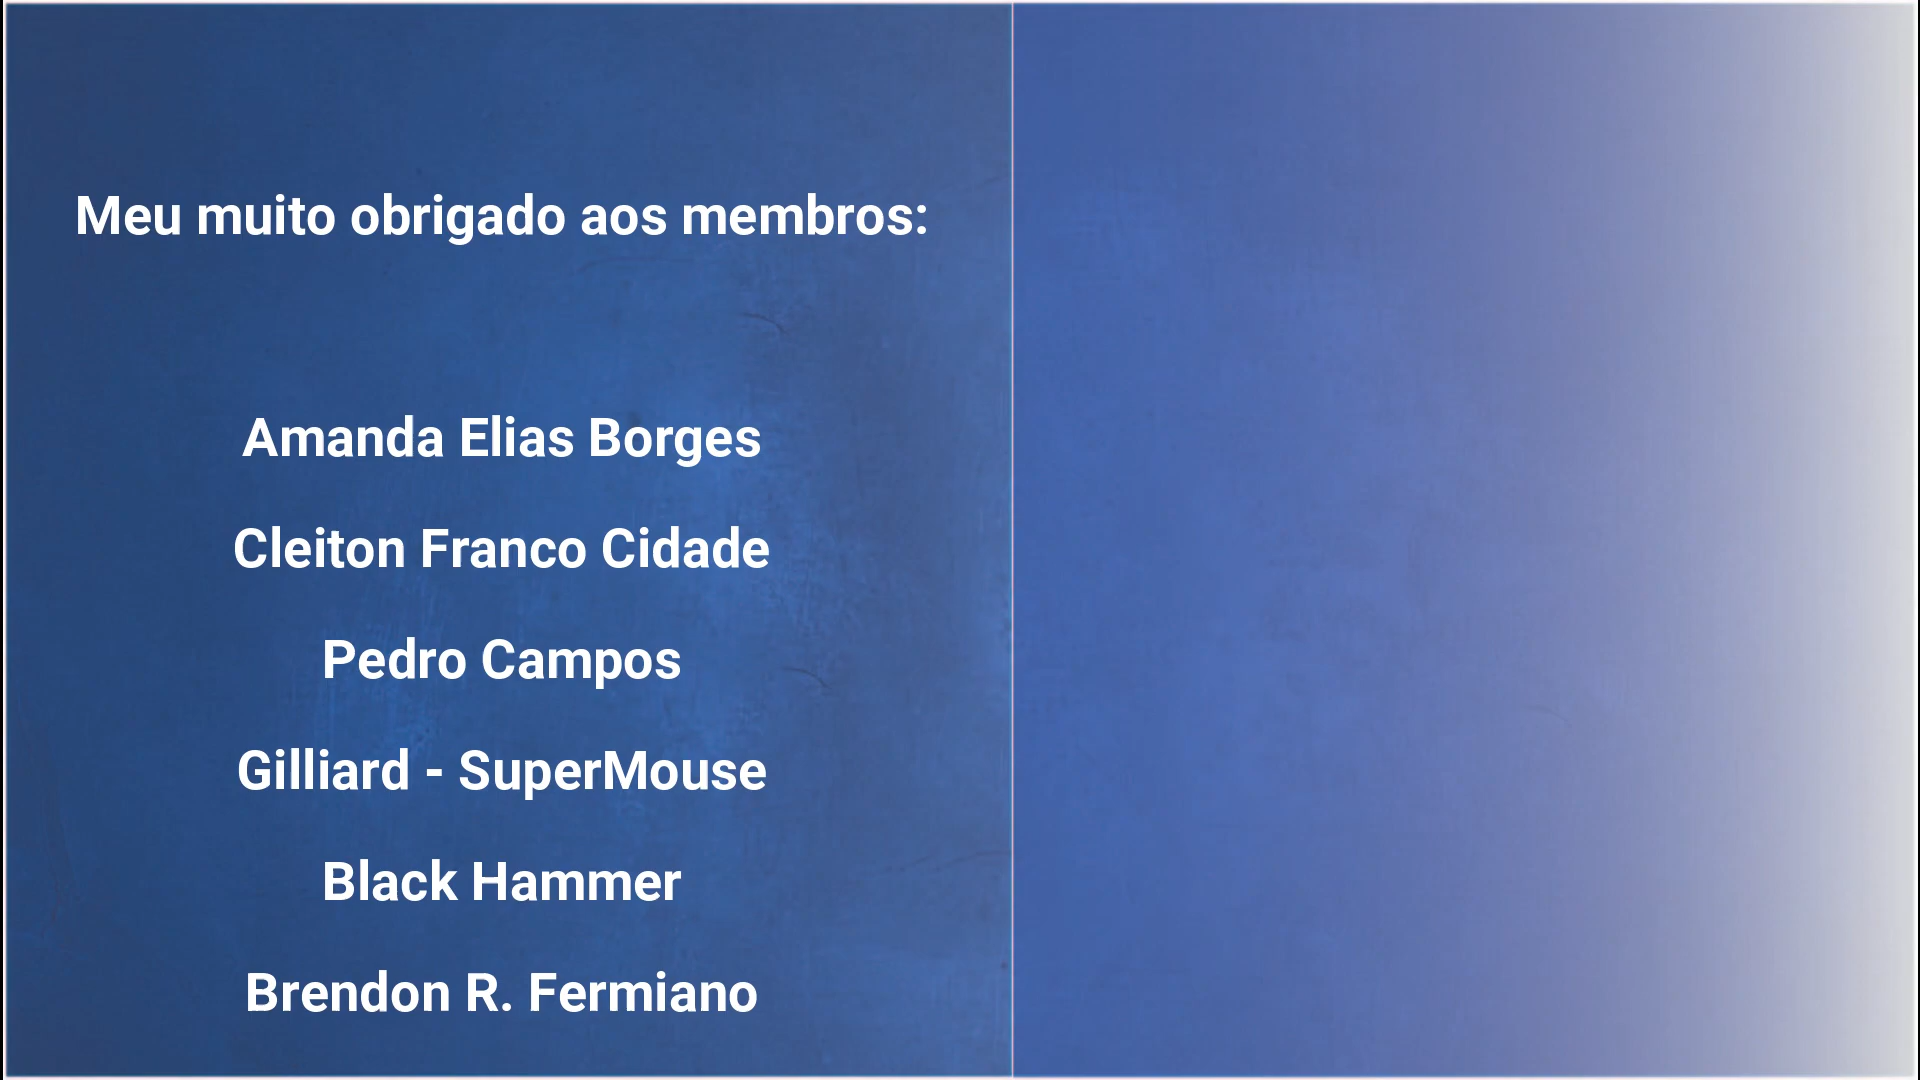 Meu muito obrigado aos membros:
Amanda Elias Borges
Cleiton Franco Cidade
Pedro Campos
Gilliard - SuperMouse
Black Hammer
Brendon R. Fermiano